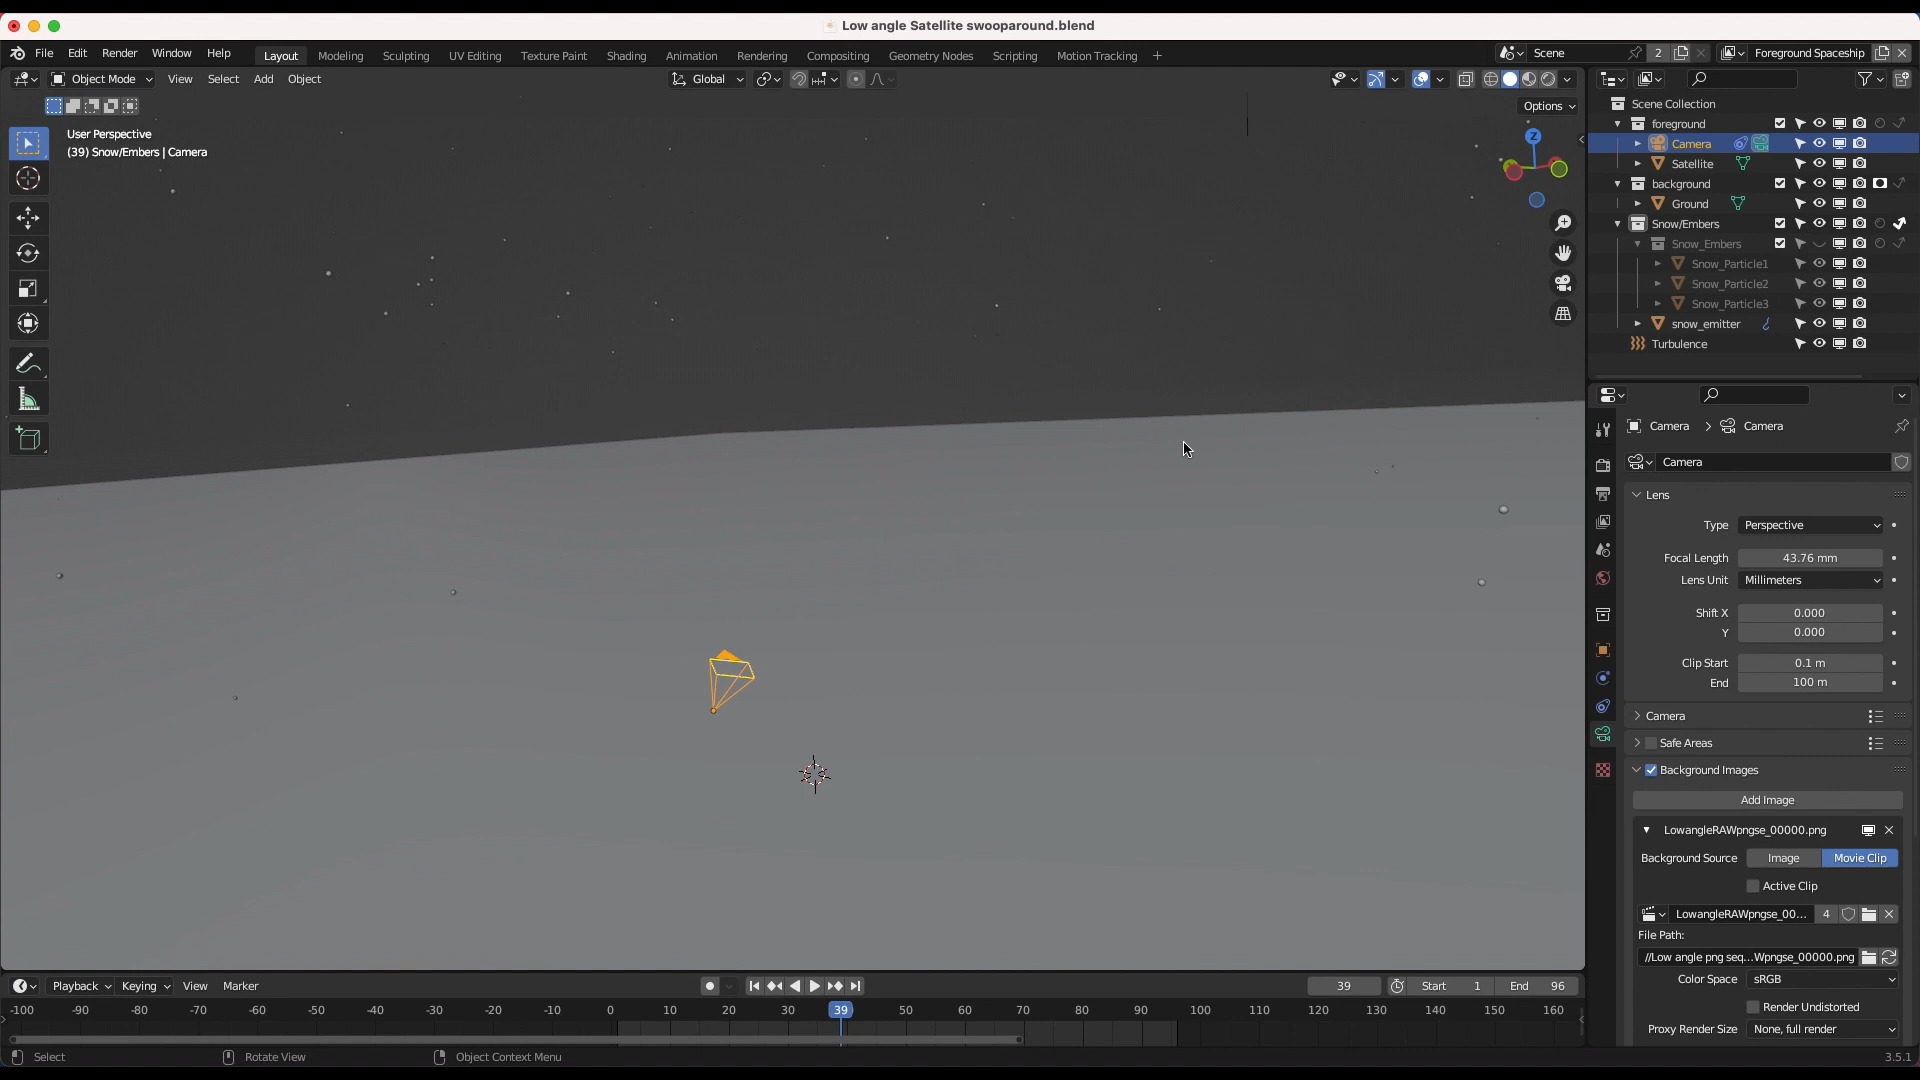 Low angle Satellite swooparound.blend
File Edit Render Window Help Layout Modeling Sculpting UV Editing Texture Paint Shading Animation Rendering Compositing Geometry Nodes Scripting Motion Tracking + Scene 2 Foreground Spaceship
Object Mode View Select Add Object Global
Options
User Perspective
(39) Snow/Embers | Camera
Z
Scene Collection
foreground
Camera
Satellite
background
Ground
Snow/Embers
Snow_Embers
Snow_Particle1
Snow_Particle2
Snow_Particle3
snow_emitter
Turbulence
Camera > Camera
Camera
Lens
Type Perspective
Focal Length 43.76 mm
Lens Unit Millimeters
Shift X 0.000
Y 0.000
Clip Start 0.1 m
End 100 m
Camera
Safe Areas
Background Images
Add Image
LowangleRAWpngse_00000.png
Background Source Image Movie Clip
Active Clip
LowangleRAWpngse_00... 4
File Path:
//Low angle png seq...Wpngse_00000.png
Color Space sRGB
Render Undistorted
Proxy Render Size None, full render
Playback Keying View Marker 39 Start 1 End 96
-100 -90 -80 -70 -60 -50 -40 -30 -20 -10 0 10 20 30 39 50 60 70 80 90 100 110 120 130 140 150 160
Select Rotate View Object Context Menu 3.5.1